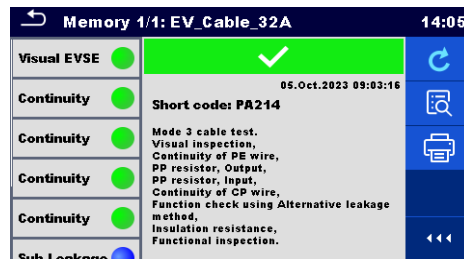 Memory 1/1: EV_Cable_32A
14:05
Visual EVSE
Continuity
Continuity
Continuity
Continuity
Sub Leakage
05.Oct.2023 09:03:16
Short code: PA214
Mode 3 cable test.
Visual inspection,
Continuity of PE wire,
PP resistor, Output,
PP resistor, Input,
Continuity of CP wire,
Function check using Alternative leakage
method,
Insulation resistance,
Functional inspection.